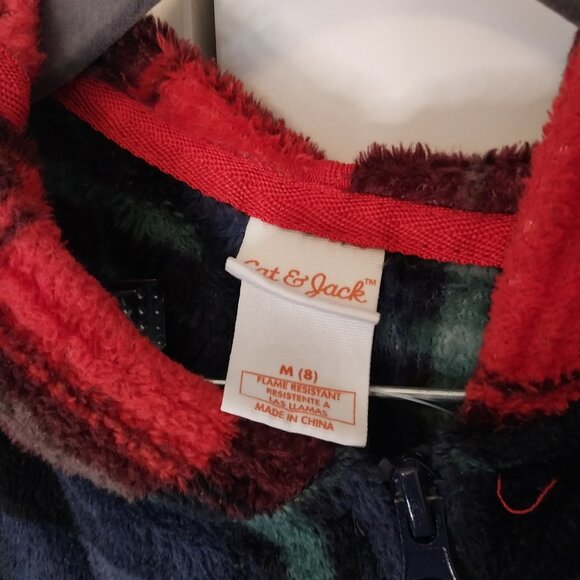 Cat & Jack™
M (8)
FLAME RESISTANT
RESISTENTE A
LAS LLAMAS
MADE IN CHINA